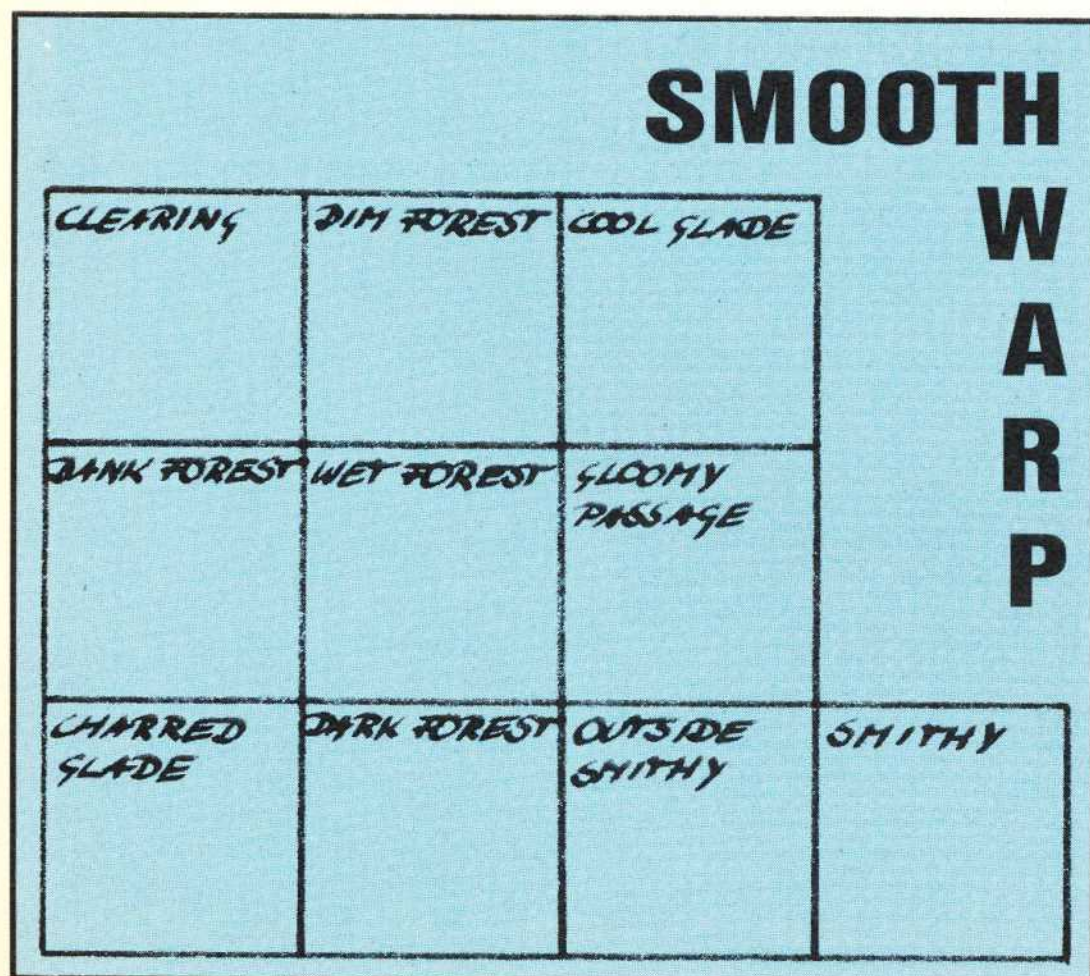 SMOOTH
W
A
R
P
CLEARING
DIM FOREST
COOL GLADE
DANK FOREST
WET FOREST
GLOOMY
PASSAGE
CHARRED
GLADE
DARK FOREST
OUTSIDE
SMITHY
SMITHY